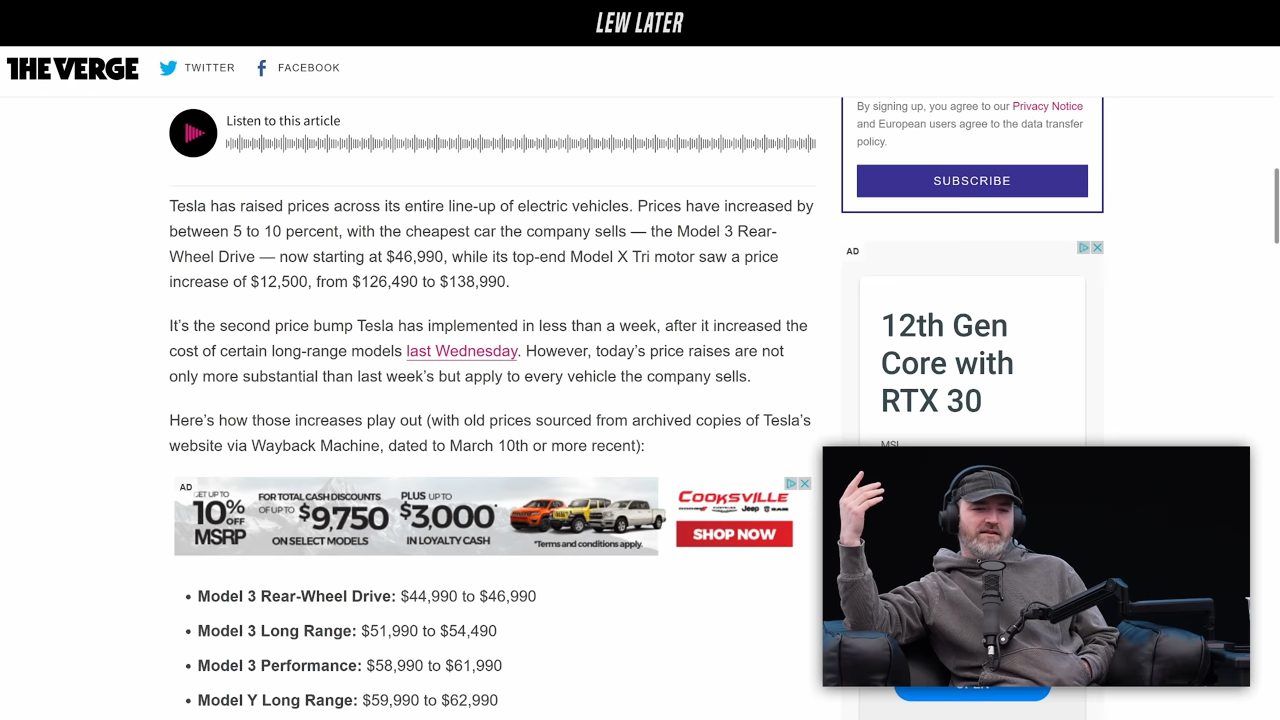 LEW LATER
THE VERGE
TWITTER
FACEBOOK
Listen to this article
Tesla has raised prices across its entire line-up of electric vehicles. Prices have increased by
between 5 to 10 percent, with the cheapest car the company sells — the Model 3 Rear-
Wheel Drive — now starting at $46,990, while its top-end Model X Tri motor saw a price
increase of $12,500, from $126,490 to $138,990.
It’s the second price bump Tesla has implemented in less than a week, after it increased the
cost of certain long-range models last Wednesday. However, today’s price raises are not
only more substantial than last week’s but apply to every vehicle the company sells.
Here’s how those increases play out (with old prices sourced from archived copies of Tesla’s
website via Wayback Machine, dated to March 10th or more recent):
AD
GET UP TO
10%
OFF
MSRP
FOR TOTAL CASH DISCOUNTS
OF UP TO $9,750
ON SELECT MODELS
PLUS UP TO
$3,000*
IN LOYALTY CASH
*Terms and conditions apply.
COOKSVILLE
Jeep RAM
SHOP NOW
• Model 3 Rear-Wheel Drive: $44,990 to $46,990
• Model 3 Long Range: $51,990 to $54,490
• Model 3 Performance: $58,990 to $61,990
• Model Y Long Range: $59,990 to $62,990
By signing up, you agree to our Privacy Notice
and European users agree to the data transfer
policy.
SUBSCRIBE
AD
12th Gen
Core with
RTX 30
MSI